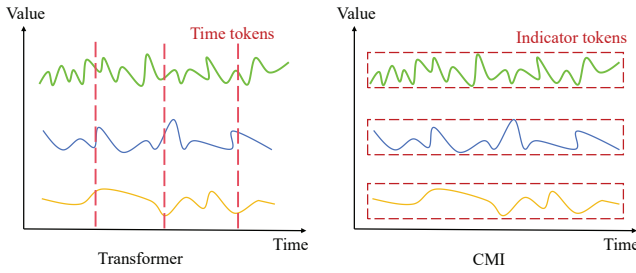 Value
Time tokens
Time
Transformer
Value
Indicator tokens
Time
CMI